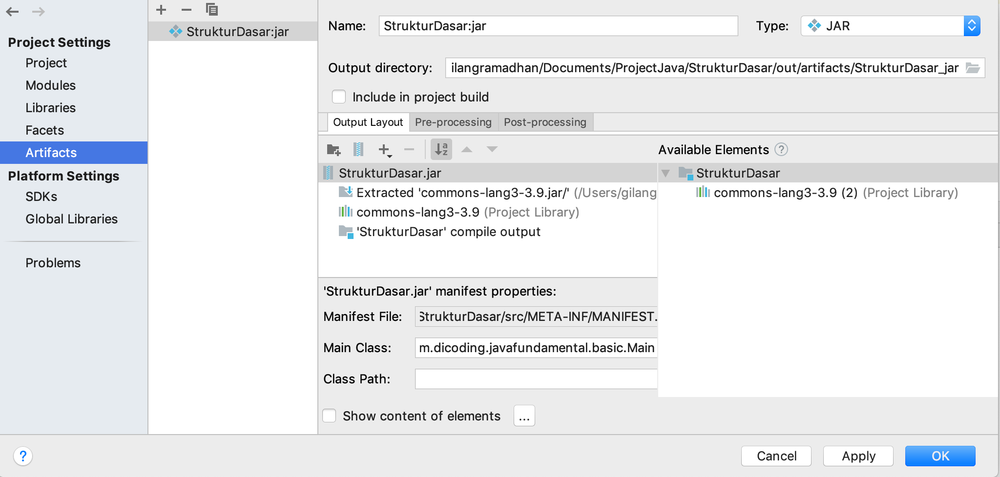 Project Settings
Project
Modules
Libraries
Facets
Artifacts
Platform Settings
SDKs
Global Libraries
Problems
StrukturDasar:jar
Name: StrukturDasar:jar Type: JAR
Output directory: ilangramadhan/Documents/ProjectJava/StrukturDasar/out/artifacts/StrukturDasar_jar
Include in project build
Output Layout Pre-processing Post-processing
a
z
Available Elements ?
StrukturDasar.jar
Extracted 'commons-lang3-3.9.jar/' (/Users/gilang
commons-lang3-3.9 (Project Library)
'StrukturDasar' compile output
StrukturDasar
commons-lang3-3.9 (2) (Project Library)
'StrukturDasar.jar' manifest properties:
Manifest File: StrukturDasar/src/META-INF/MANIFEST.
Main Class: m.dicoding.javafundamental.basic.Main
Class Path:
Show content of elements ...
? Cancel Apply OK